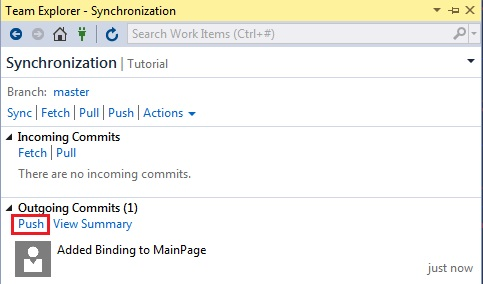 Team Explorer - Synchronization
Search Work Items (Ctrl+#)
Synchronization | Tutorial
Branch: master
Sync | Fetch | Pull | Push | Actions
Incoming Commits
Fetch | Pull
There are no incoming commits.
Outgoing Commits (1)
Push View Summary
Added Binding to MainPage
just now